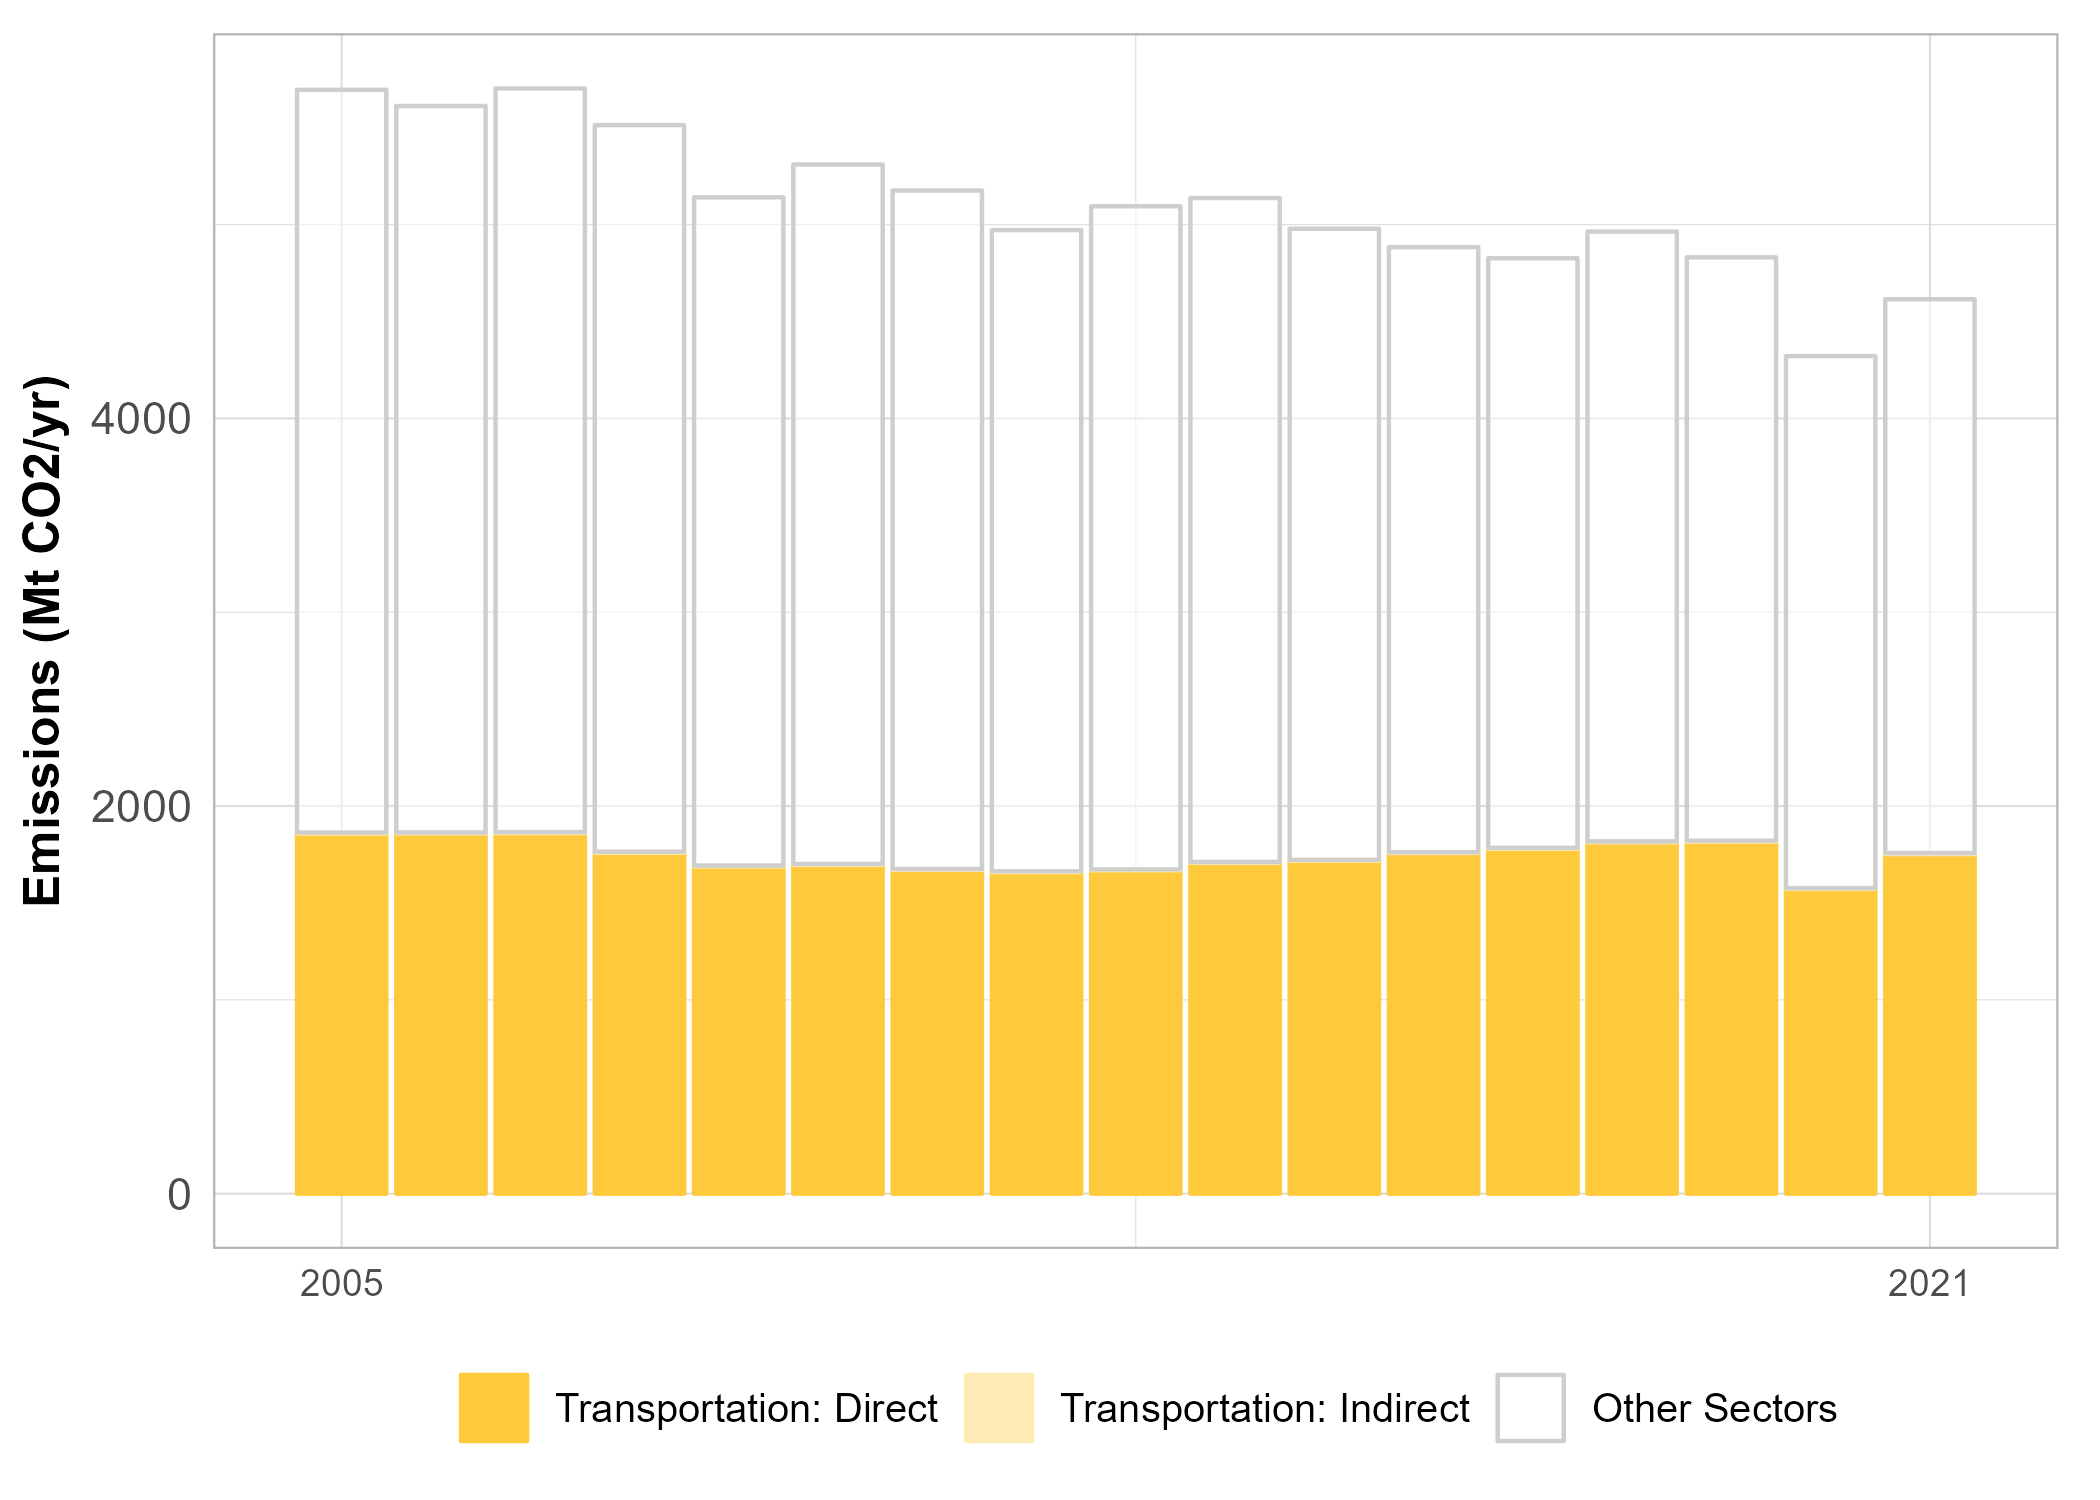 Emissions (Mt CO2/yr)
4000
2000
0
2005
2021
Transportation: Direct
Transportation: Indirect
Other Sectors